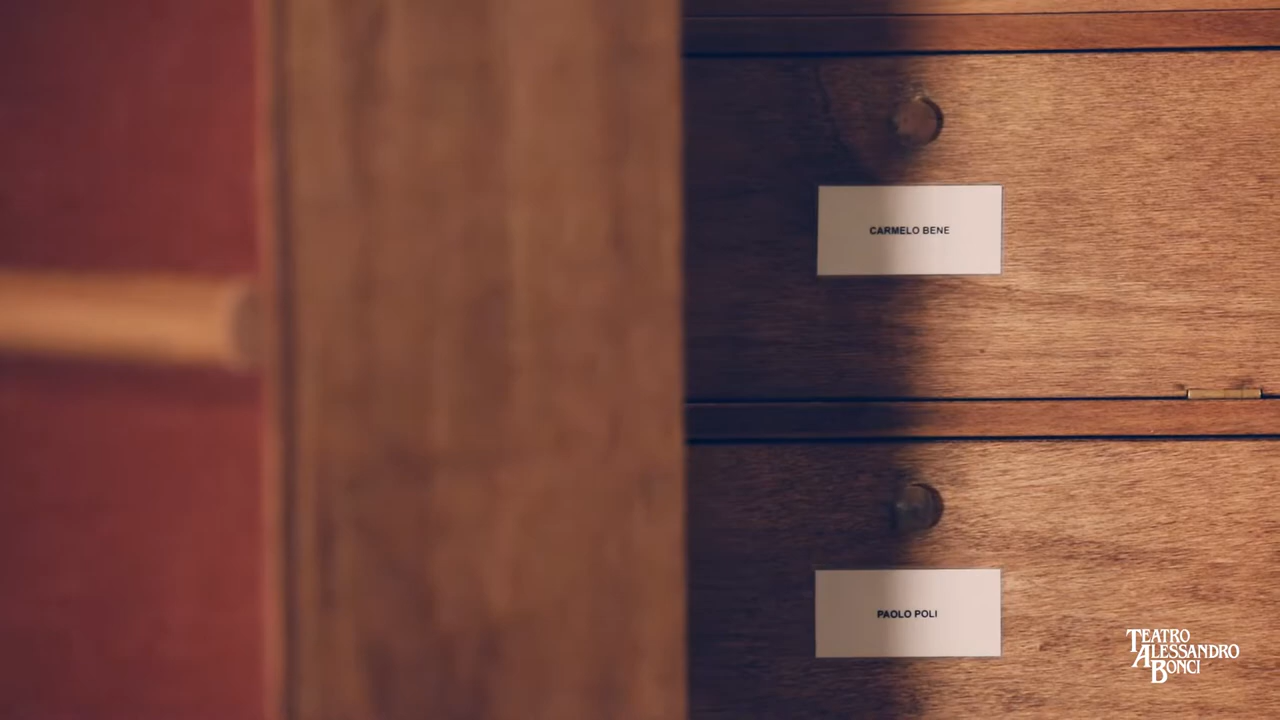 CARMELO BENE
PAOLO POLI
TEATRO
ALESSANDRO
BONCI